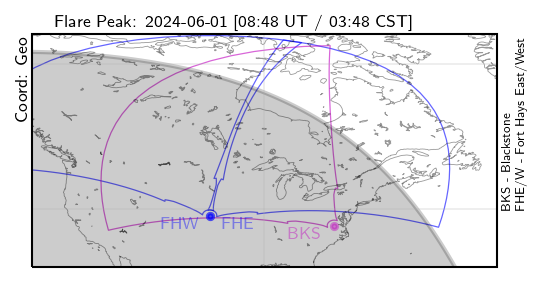 Flare Peak: 2024-06-01 [08:48 UT / 03:48 CST]
Coord: Geo
FHW
FHE
BKS
BKS - Blackstone
FHE/W - Fort Hays East/West